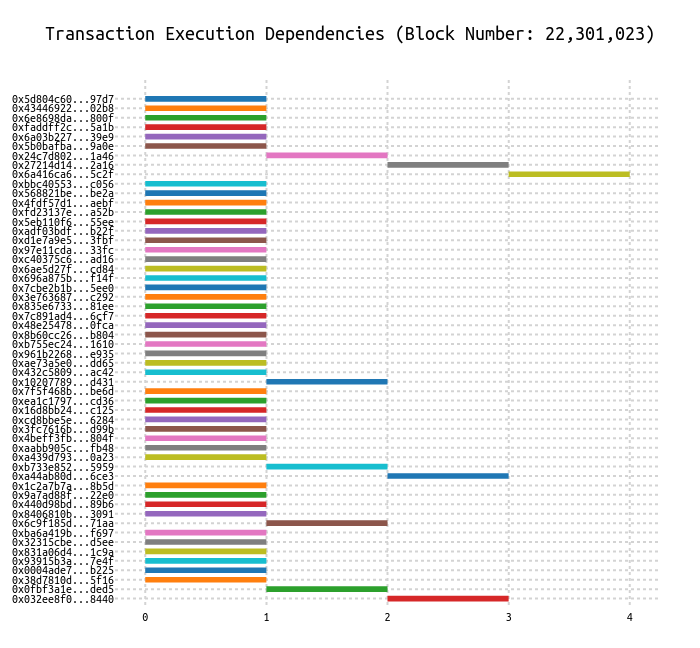 Transaction Execution Dependencies (Block Number: 22,301,023)
0x5d804c60...97d7
0x43446922...02b8
0x6e8698da...800f
0xfaddff2c...5a1b
0x6a03b227...39e9
0x5b0bafba...9a0e
0x24c7d802...1a46
0x27214d14...2a16
0x6a416ca6...5c2f
0xbbc40553...c056
0x568821be...be2a
0x4fdf57d1...aebf
0xfd23137e...a52b
0x5eb110f6...55ee
0xadf03bdf...b22f
0xd1e7a9e5...3fbf
0x97e11cda...33fc
0xc40375c6...ad16
0x6ae5d27f...cd84
0x696a875b...f14f
0x7cbe2b1b...5ee0
0x3e763687...c292
0x835e6733...81ee
0x7c891ad4...6cf7
0x48e25478...0fca
0x8b60cc26...b804
0xb755ec24...1610
0x961b2268...e935
0xae73a5e0...dd65
0x432c5809...ac42
0x10207789...d431
0x7f5f468b...be6d
0xea1c1797...cd36
0x16d8bb24...c125
0xcd8bbe5e...6284
0x3fc7616b...d99b
0x4beff3fb...804f
0xaabb905c...fb48
0xa439d793...0a23
0xb733e852...5959
0xa44ab80d...6ce3
0x1c2a7b7a...8b5d
0x9a7ad88f...22e0
0x440d98bd...89b6
0x8406810b...3091
0x6c9f185d...71aa
0xba6a419b...f697
0x32315cbe...d5ee
0x831a06d4...1c9a
0x93915b3a...7e4f
0x0004ade7...b225
0x38d7810d...5f16
0x0fbf3a1e...ded5
0x032ee8f0...8440
0 1 2 3 4